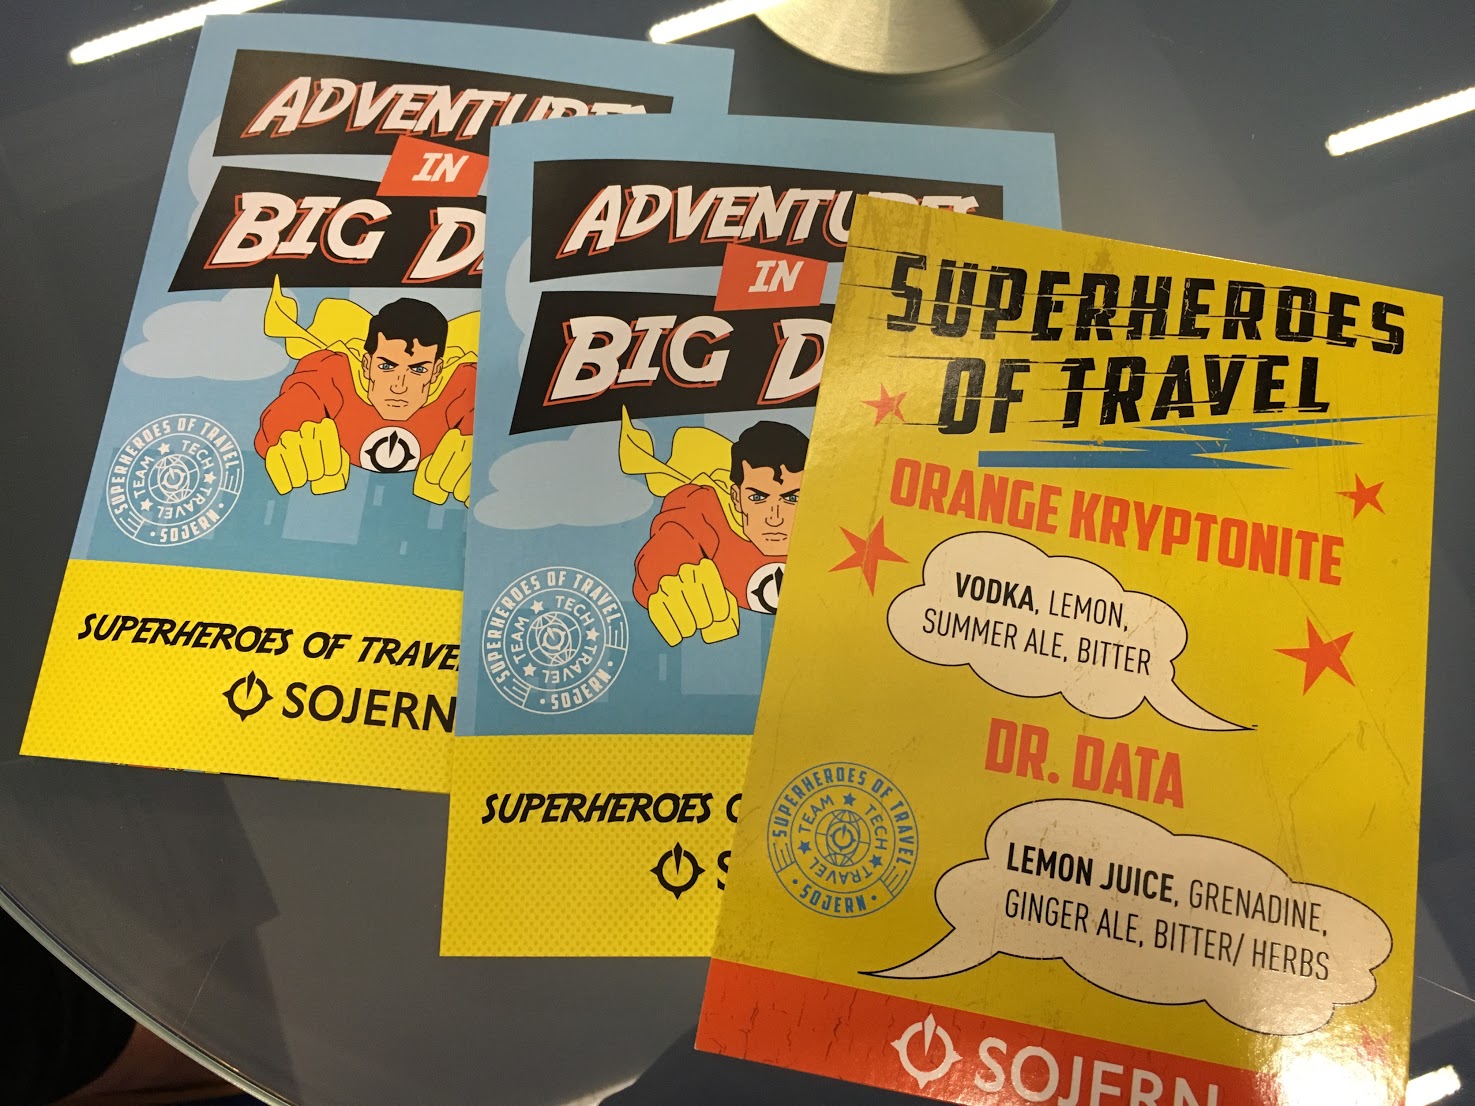 ADVENTURES
IN
BIG D
SUPERHEROES OF TRAVEL
TEAM ★ TECH ★ TRAVEL ★
SOJERN
SUPERHEROES OF TRAVE
SOJERN
ADVENTURES
IN
BIG D
SUPERHEROES OF TRAVEL
TEAM ★ TECH ★ TRAVEL ★
SOJERN
SUPERHEROES O
S
SUPERHEROES
OF TRAVEL
ORANGE KRYPTONITE
VODKA, LEMON,
SUMMER ALE, BITTER
DR. DATA
SUPERHEROES OF TRAVEL
TEAM ★ TECH ★ TRAVEL ★
SOJERN
LEMON JUICE, GRENADINE,
GINGER ALE, BITTER/ HERBS
SOJERN